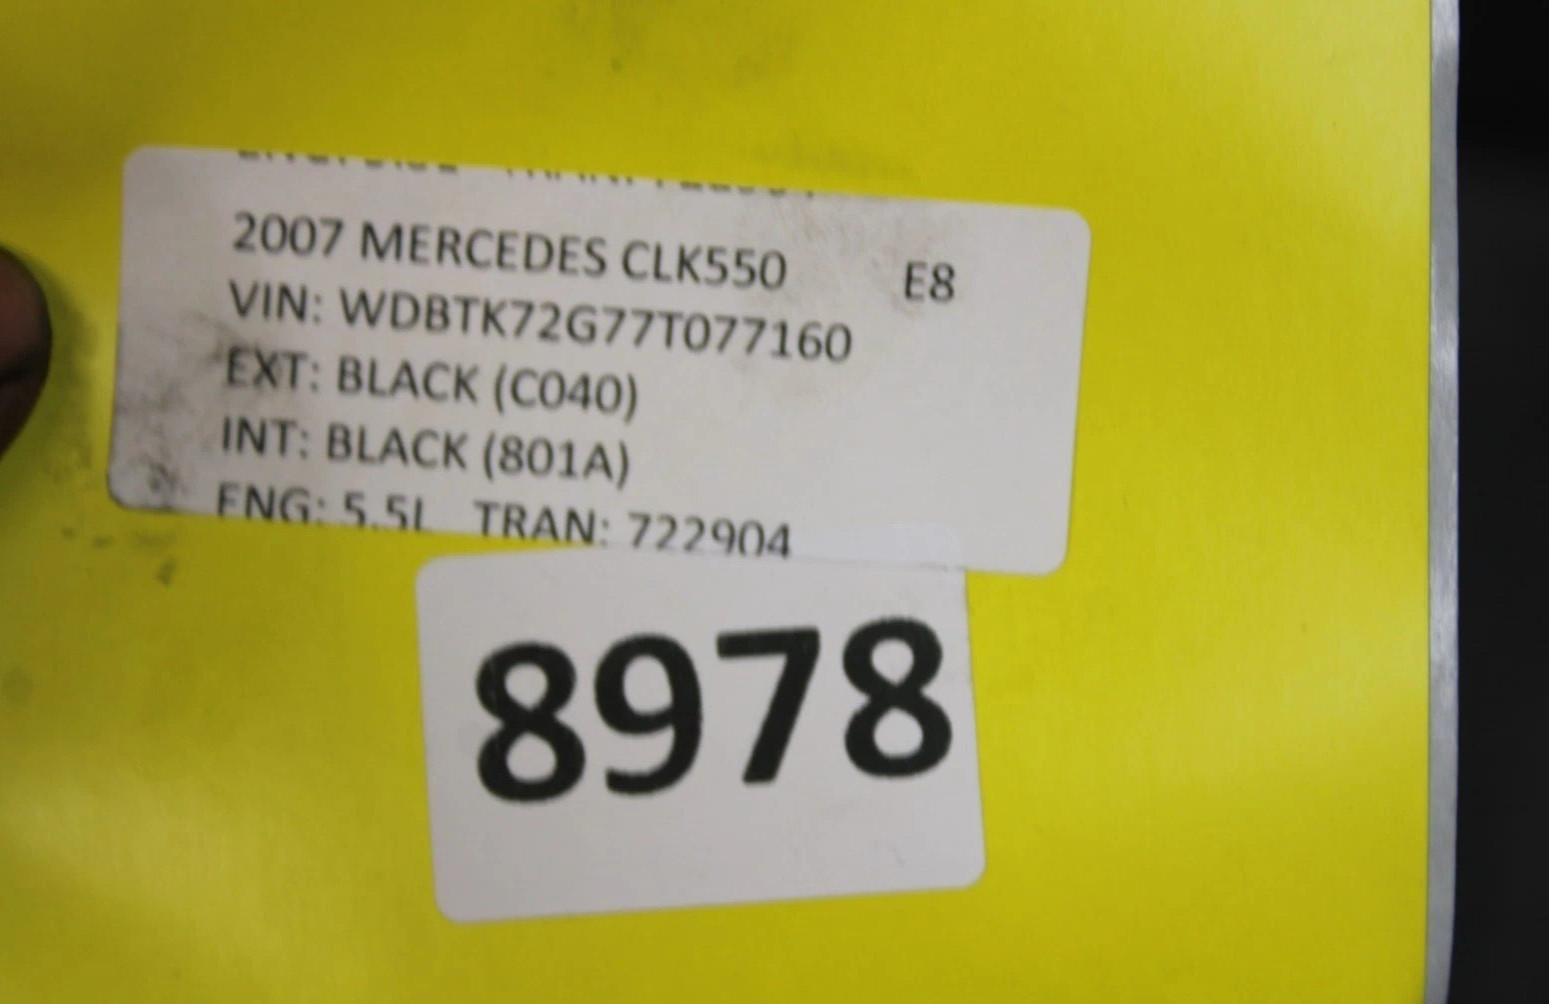 2007 MERCEDES CLK550 E8
VIN: WDBTK72G77T077160
EXT: BLACK (C040)
INT: BLACK (801A)
ENG: 5.5L TRAN: 722904
8978